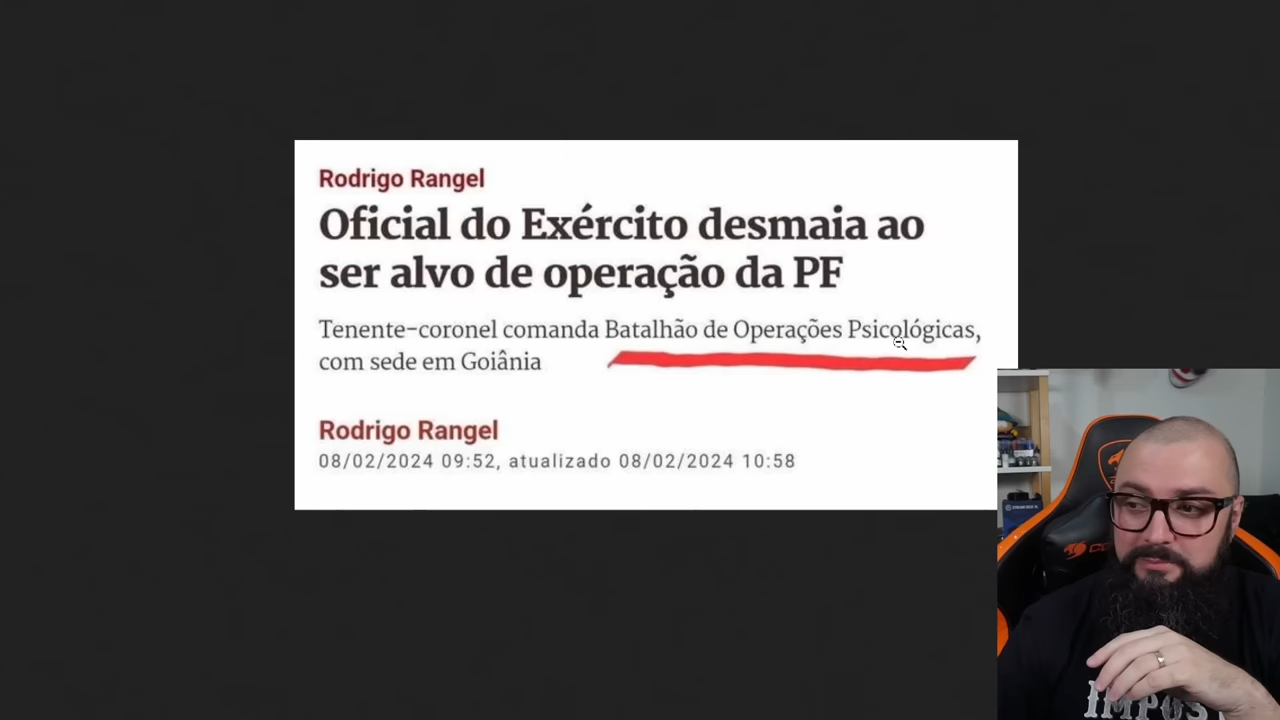 Rodrigo Rangel
Oficial do Exército desmaia ao
ser alvo de operação da PF
Tenente-coronel comanda Batalhão de Operações Psicológicas,
com sede em Goiânia
Rodrigo Rangel
08/02/2024 09:52, atualizado 08/02/2024 10:58